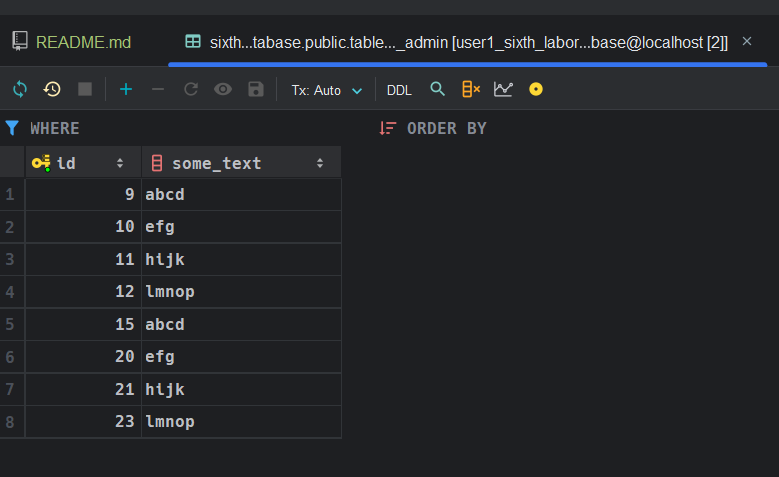 README.md sixth...tabase.public.table..._admin [user1_sixth_labor...base@localhost [2]]
Tx: Auto DDL
WHERE ORDER BY
id some_text
1 9 abcd
2 10 efg
3 11 hijk
4 12 lmnop
5 15 abcd
6 20 efg
7 21 hijk
8 23 lmnop